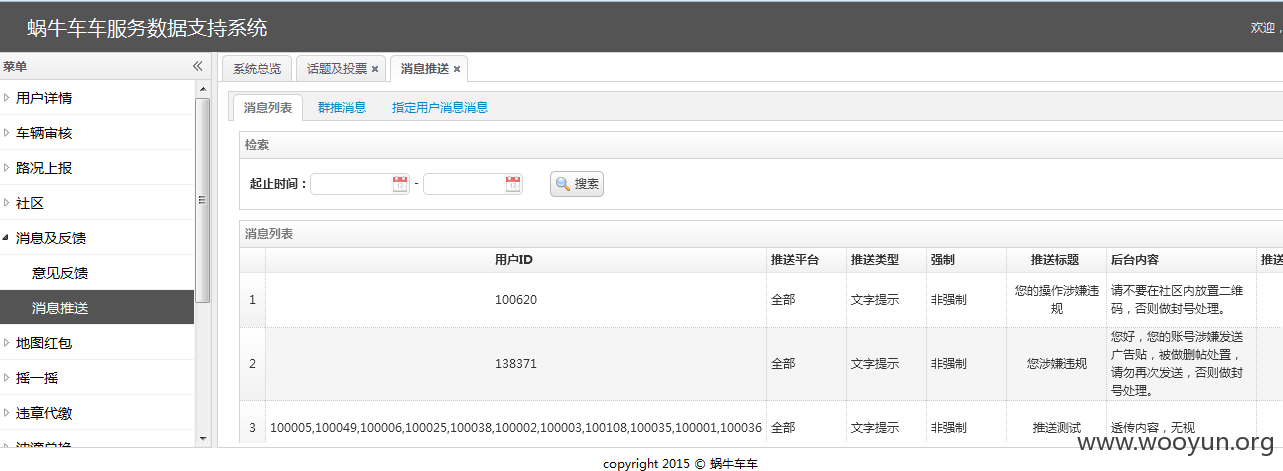 蜗牛车车服务数据支持系统
欢迎，
菜单
系统总览
话题及投票
消息推送
用户详情
车辆审核
路况上报
社区
消息及反馈
意见反馈
消息推送
地图红包
摇一摇
违章代缴
消息列表
群推消息
指定用户消息消息
检索
起止时间：
-
搜索
消息列表
用户ID 推送平台 推送类型 强制 推送标题 后台内容 推送
1 100620 全部 文字提示 非强制
您的操作涉嫌违
规
请不要在社区内放置二维
码，否则做封号处理。
2 138371 全部 文字提示 非强制 您涉嫌违规
您好，您的账号涉嫌发送
广告贴，被做删帖处置，
请勿再次发送，否则做封
号处理。
3 100005,100049,100006,100025,100038,100002,100003,100108,100035,100001,100036 全部 文字提示 非强制 推送测试 透传内容，无视
www.wooyun.org
copyright 2015 © 蜗牛车车